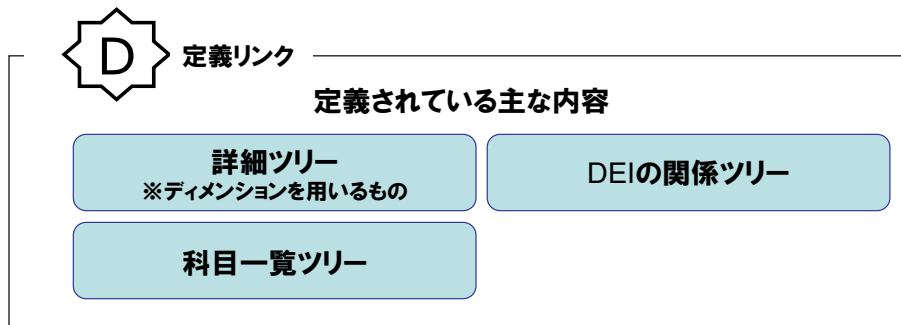 D
定義リンク
定義されている主な内容
詳細ツリー
※ディメンションを用いるもの
DEIの関係ツリー
科目一覧ツリー